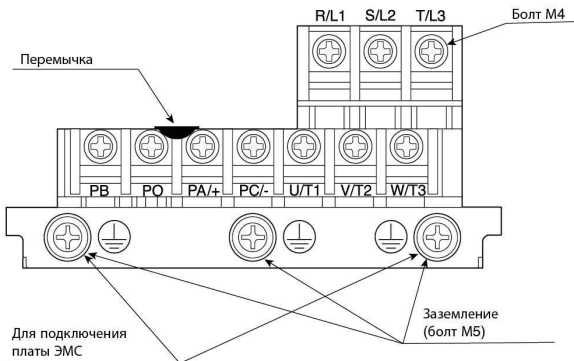 R/L1 S/L2 T/L3
Болт М4
Перемычка
PB PO PA/+ PC/- U/T1 V/T2 W/T3
Заземление
(болт М5)
Для подключения
платы ЭМС